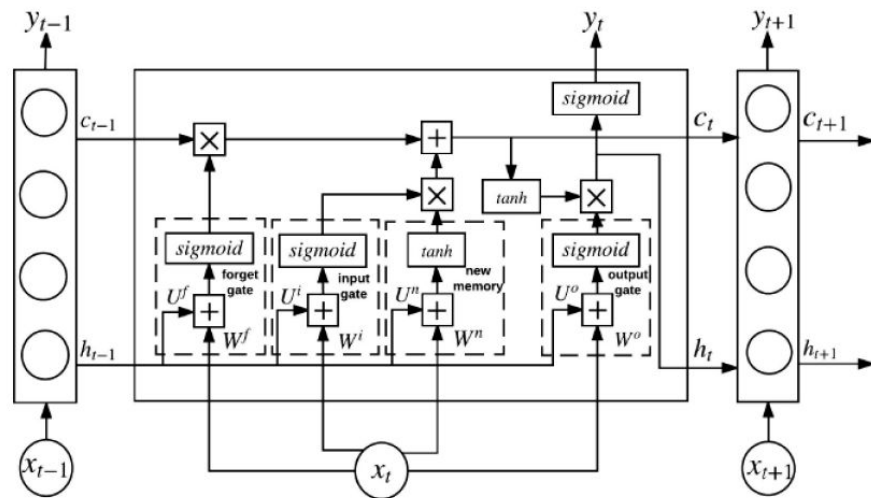 y_{t-1} y_t y_{t+1}
sigmoid
c_{t-1} × + c_t c_{t+1}
tanh ×
×
sigmoid sigmoid tanh sigmoid
forget gate input gate new memory output gate
U^f + U^i + U^n + U^o +
W^f W^i W^n W^o
h_{t-1} h_t h_{t+1}
x_{t-1} x_t x_{t+1}